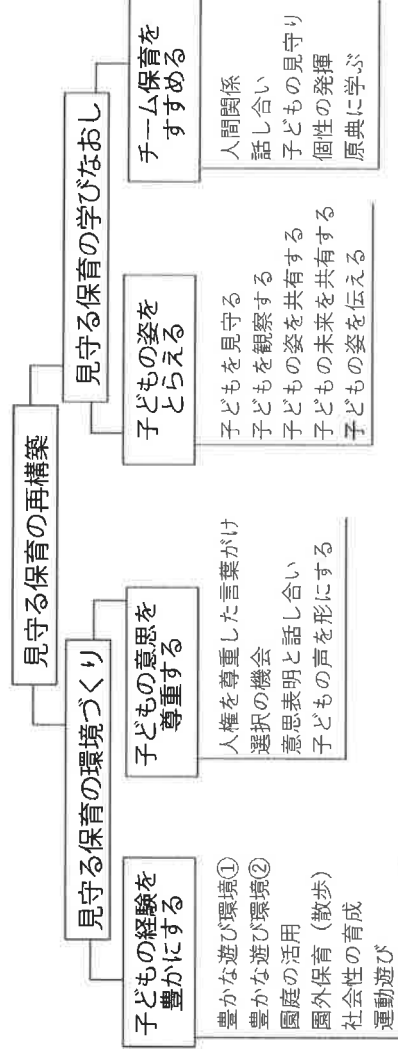 見守る保育の再構築
見守る保育の環境づくり
子どもの経験を
豊かにする
豊かな遊び環境①
豊かな遊び環境②
園庭の活用
園外保育（散歩）
社会性の育成
運動遊び
子どもの意思を
尊重する
人権を尊重した言葉がけ
選択の機会
意思表明と話し合い
子どもの声を形にする
見守る保育の学びなおし
子どもの姿を
とらえる
子どもを見守る
子どもを観察する
子どもの姿を共有する
子どもの未来を共有する
子どもの姿を伝える
チーム保育を
すすめる
人間関係
話し合い
子どもの見守り
個性の発揮
原典に学ぶ